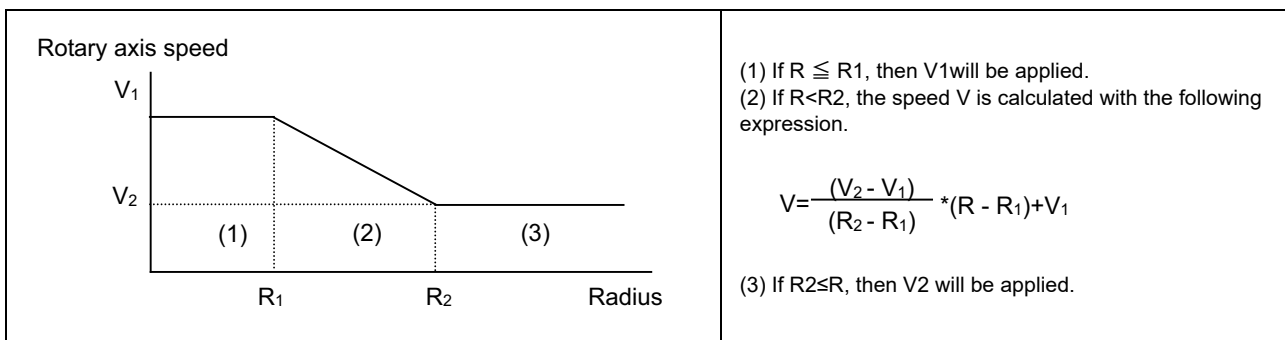 Rotary axis speed
V₁
V₂
(1) (2) (3)
R₁ R₂ Radius
(1) If R ≦ R1, then V1will be applied.
(2) If R<R2, the speed V is calculated with the following
expression.
V= (V₂ - V₁) / (R₂ - R₁) *(R - R₁)+V₁
(3) If R2≤R, then V2 will be applied.